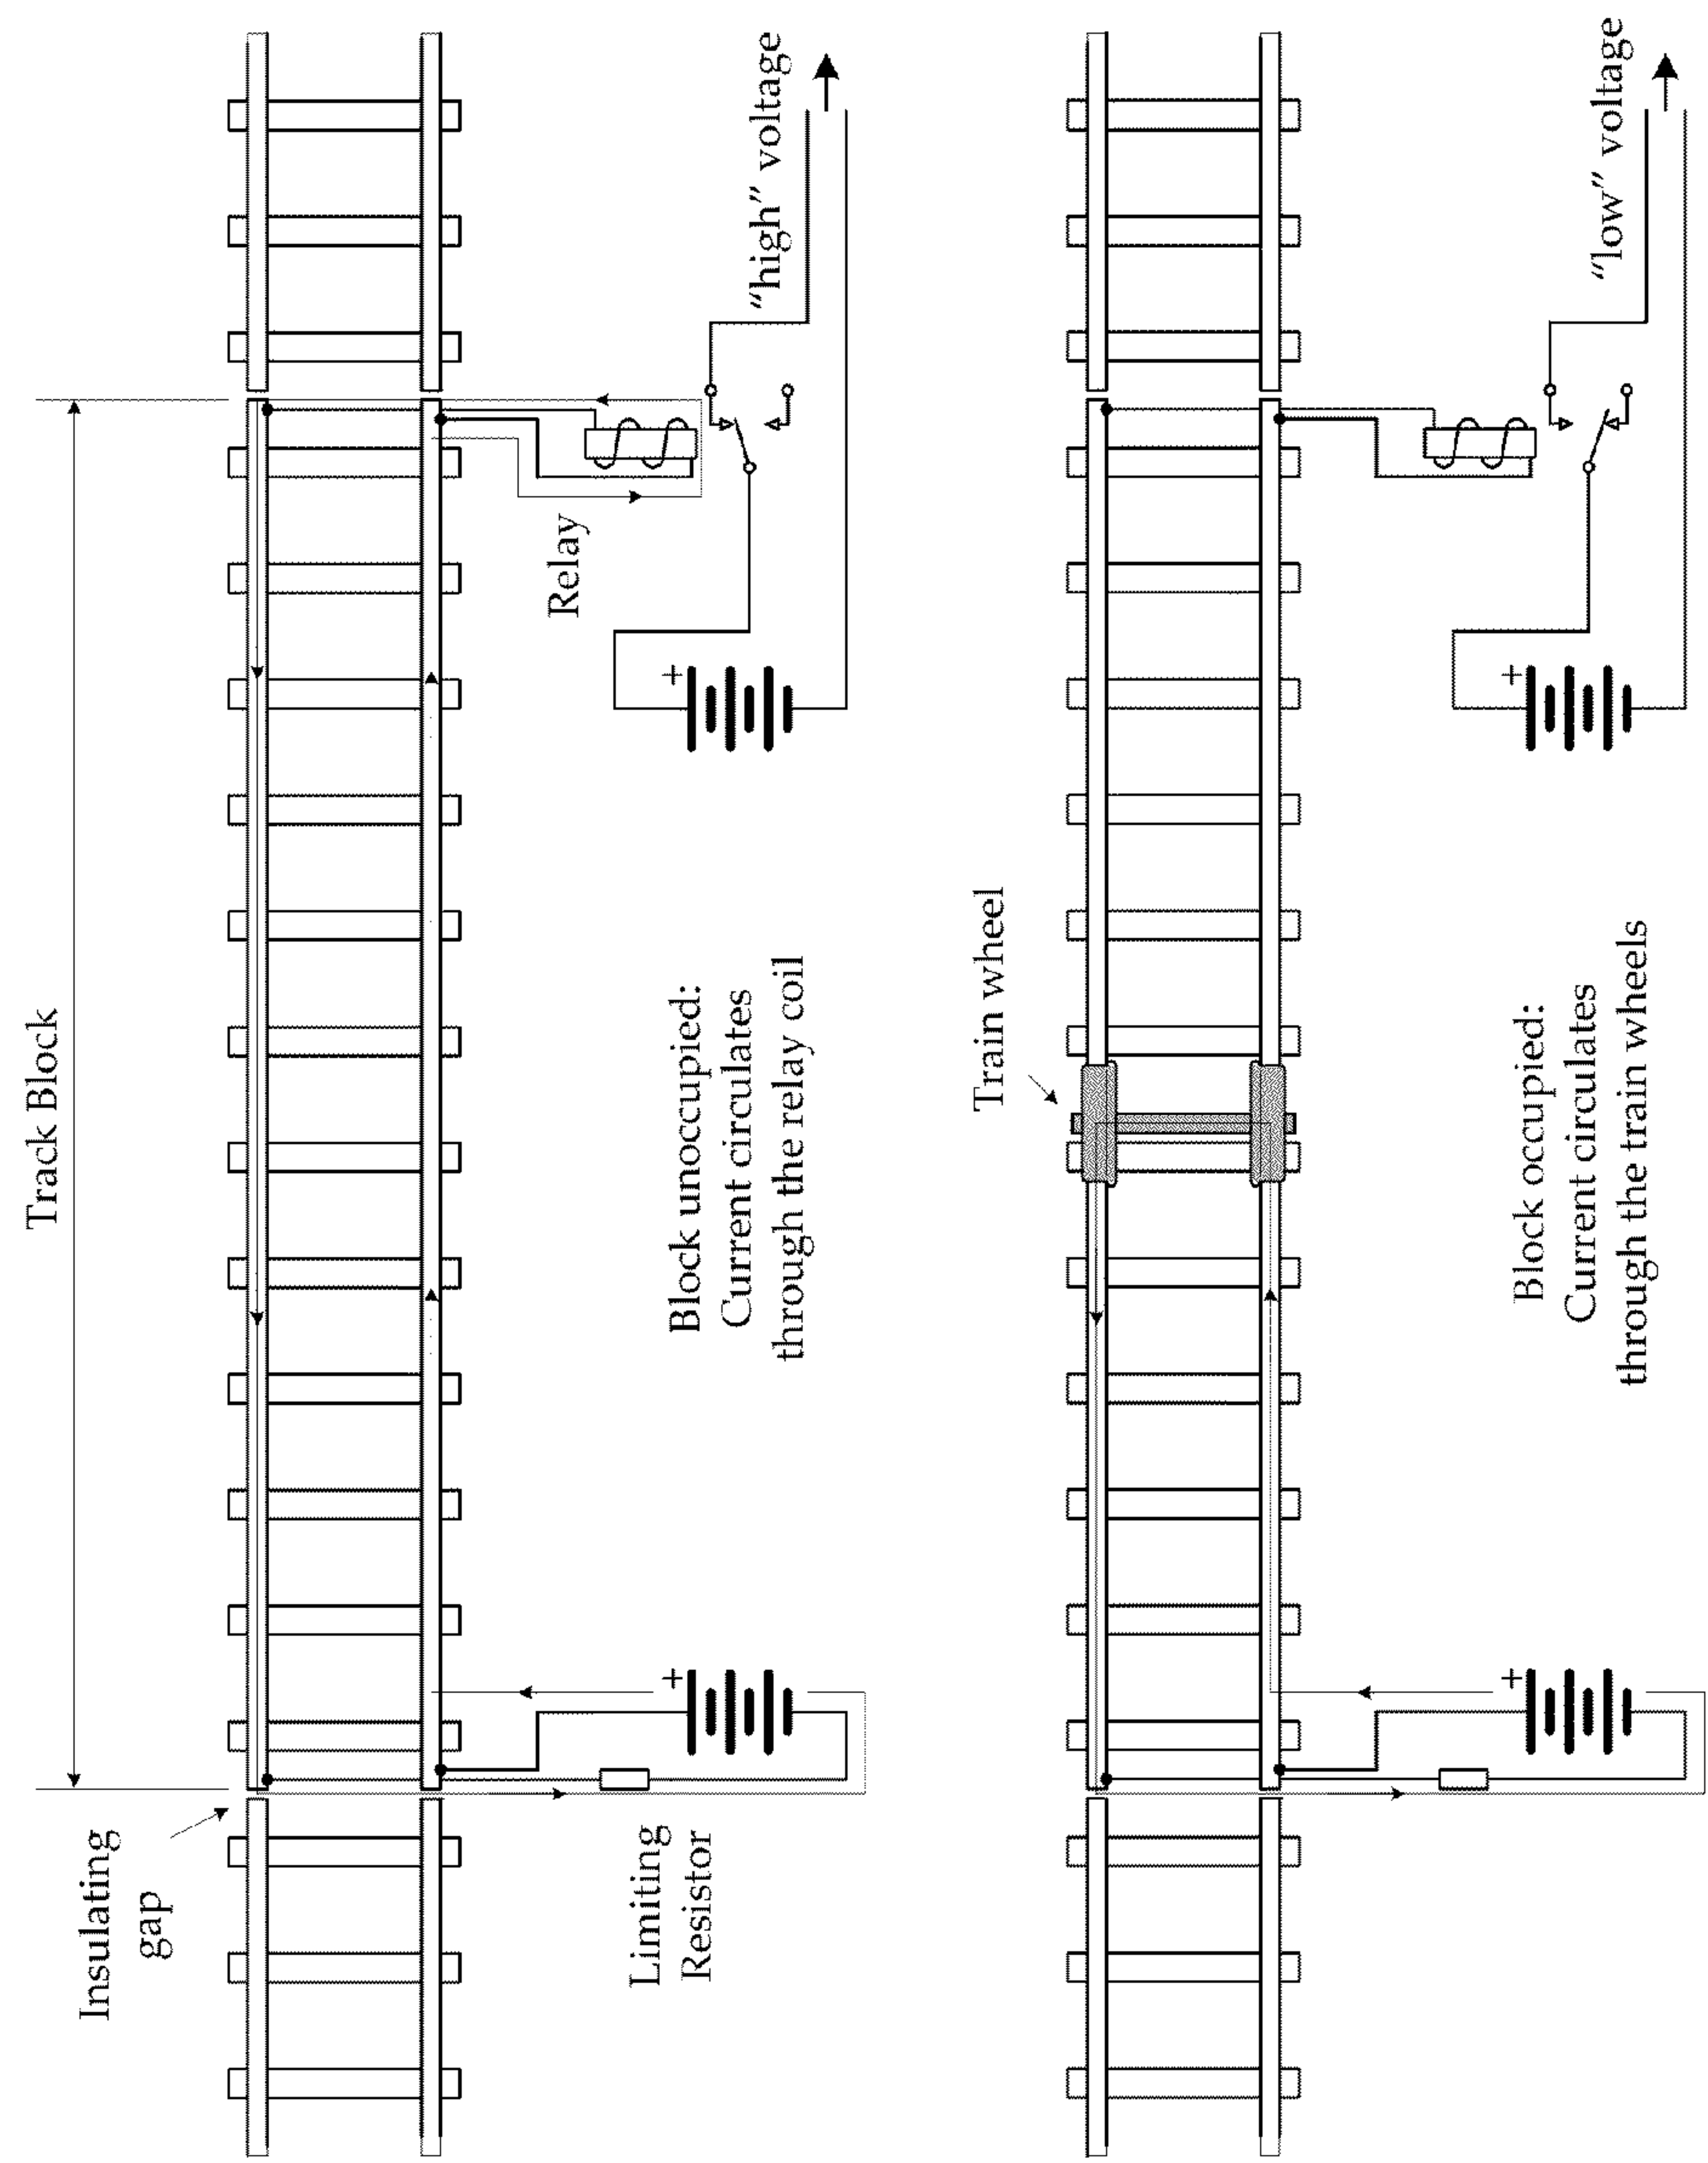 Track Block
Insulating
gap
Limiting
Resistor
+
Relay
+
"high" voltage
Block unoccupied:
Current circulates
through the relay coil
Train wheel
+
+
"low" voltage
Block occupied:
Current circulates
through the train wheels